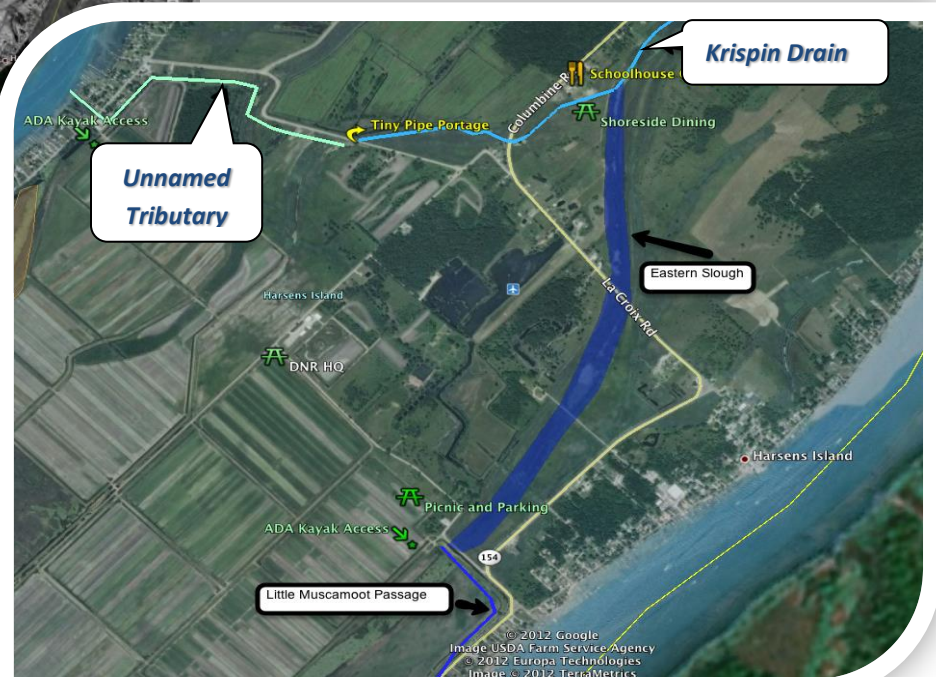 Krispin Drain
Schoolhouse
Columbine R
Shoreside Dining
ADA Kayak Access
Tiny Pipe Portage
Unnamed
Tributary
Eastern Slough
Harsens Island
La Croix Rd
DNR HQ
Harsens Island
Picnic and Parking
ADA Kayak Access
154
Little Muscamoot Passage
© 2012 Google
Image USDA Farm Service Agency
© 2012 Europa Technologies
Image © 2012 TerraMetrics